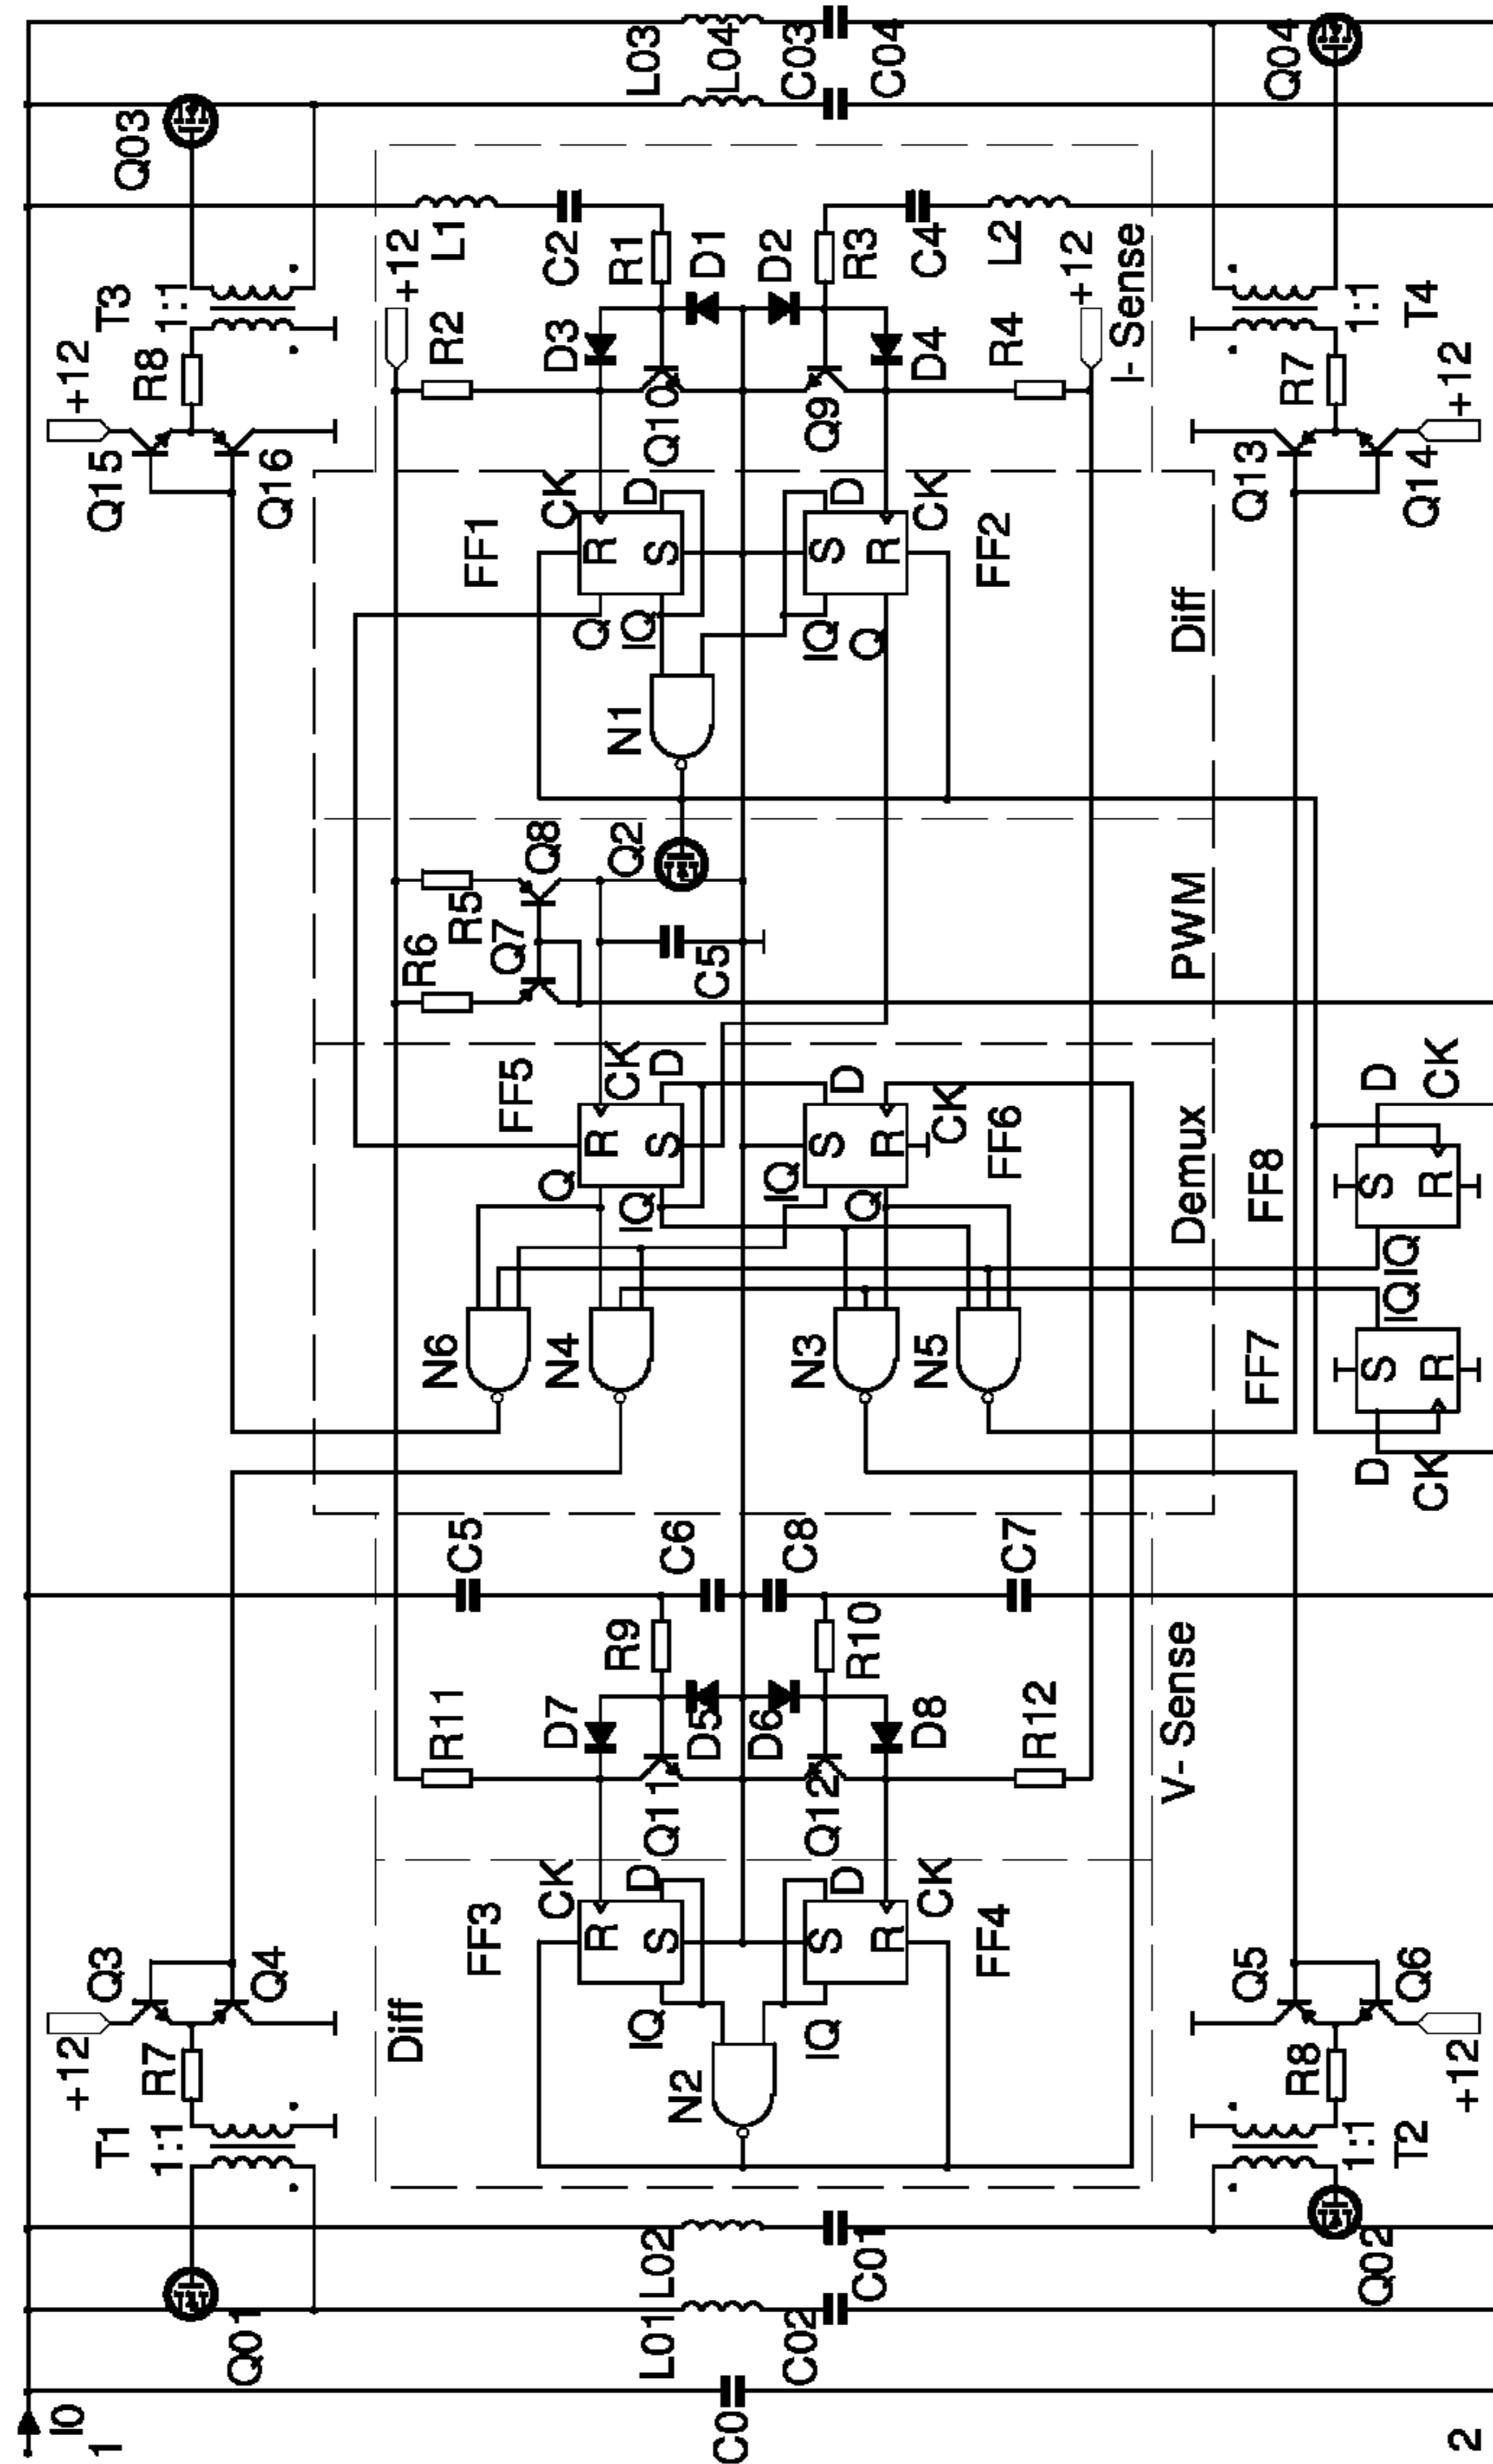 I0
1
Q01
T1
1:1
+12
R7
Q3
Q4
Q15
Q16
+12
R8
T3
1:1
Q03
C0
L01
L02
C02
C01
Diff
N2
IQ
IQ
FF3
CK
D
R
S
S
R
D
CK
FF4
D7
R11
R9
Q11
D5
D6
Q12
R10
D8
R12
V- Sense
C5
C6
C8
C7
N6
N4
N3
N5
Q
IQ
IQ
Q
FF5
R
S
CK
D
S
R
D
CK
FF6
Demux
R6
R5
Q7
Q8
C5
Q2
PWM
N1
Q
IQ
IQ
Q
FF1
R
S
CK
D
S
R
D
CK
FF2
Diff
Q10
Q9
D3
R2
+12
L1
C2
R1
D1
D2
R3
C4
L2
D4
R4
+12
I- Sense
L03
L04
C03
C04
2
Q02
T2
1:1
R8
+12
Q5
Q6
FF7
D
CK
S
R
IQ
FF8
IQ
S
R
D
CK
Q13
Q14
+12
R7
T4
1:1
Q04